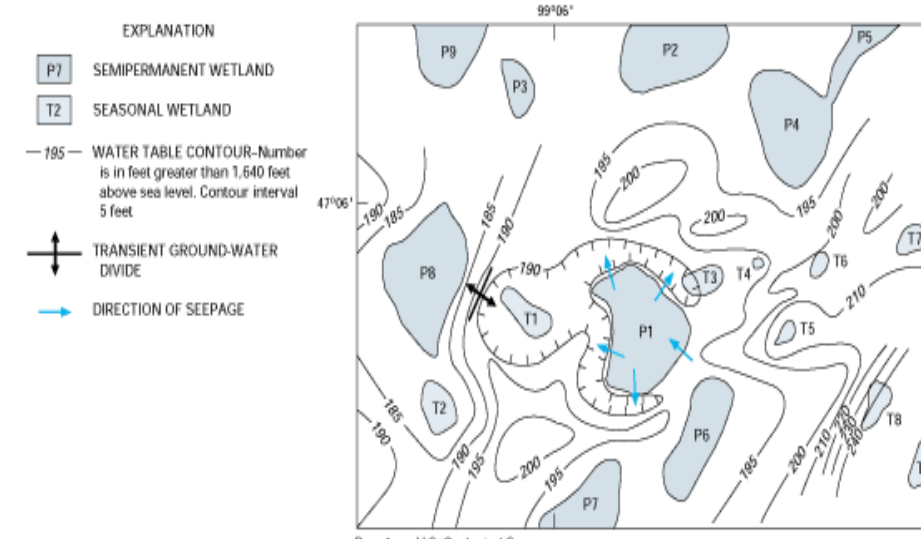 EXPLANATION
P7 SEMIPERMANENT WETLAND
T2 SEASONAL WETLAND
195 WATER TABLE CONTOUR–Number
is in feet greater than 1,640 feet
above sea level. Contour interval
5 feet
TRANSIENT GROUND-WATER
DIVIDE
DIRECTION OF SEEPAGE
99°06'
47°06'
P9
P3
P2
P5
P4
195
200
200
195
200
200
190
185
185
190
P8
190
T1
P1
T3
T4
T6
T7
210
T5
T2
185
190
190
195
200
195
P7
P6
195
200
210
220
230
240
T8